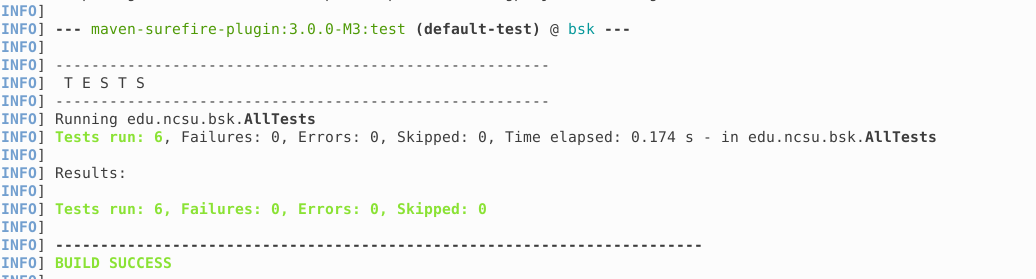 INFO]
INFO] --- maven-surefire-plugin:3.0.0-M3:test (default-test) @ bsk ---
INFO]
INFO] -------------------------------------------------------
INFO]  T E S T S
INFO] -------------------------------------------------------
INFO] Running edu.ncsu.bsk.AllTests
INFO] Tests run: 6, Failures: 0, Errors: 0, Skipped: 0, Time elapsed: 0.174 s - in edu.ncsu.bsk.AllTests
INFO]
INFO] Results:
INFO]
INFO] Tests run: 6, Failures: 0, Errors: 0, Skipped: 0
INFO]
INFO] ------------------------------------------------------------------------
INFO] BUILD SUCCESS